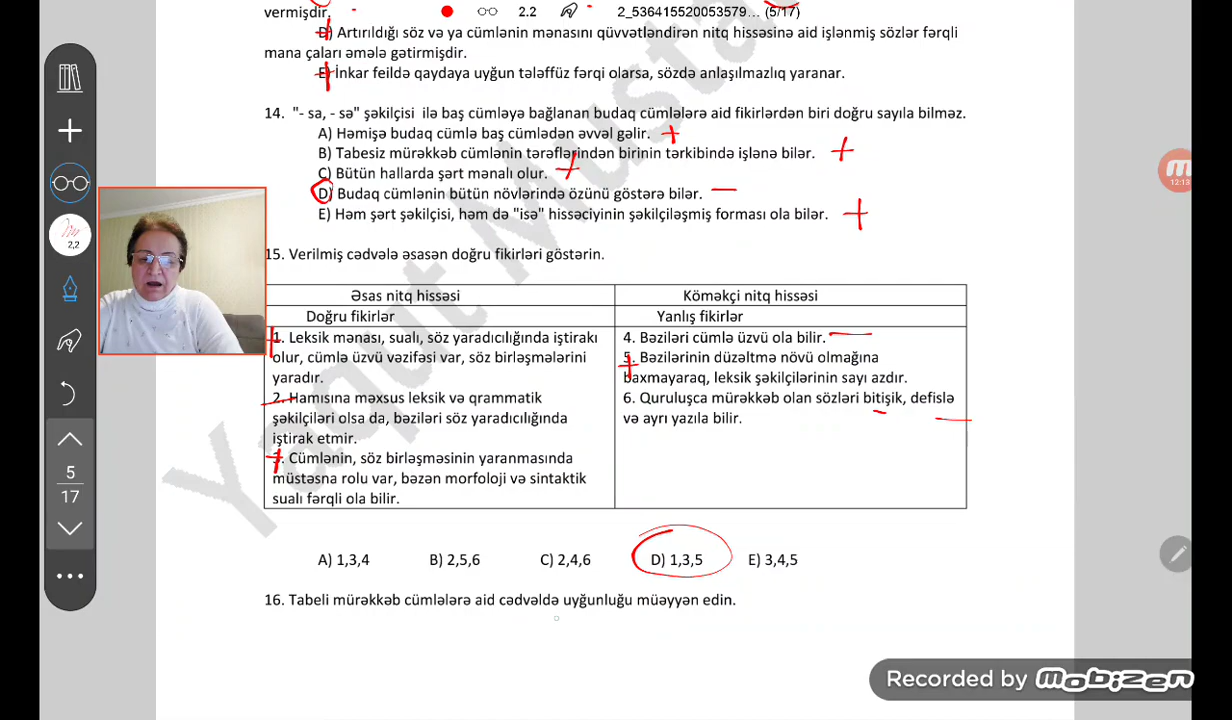 vermişdir.
2.2
2_536415520053579... (5/17)
D) Artırıldığı söz və ya cümlənin mənasını qüvvətləndirən nitq hissəsinə aid işlənmiş sözlər fərqli
mana çaları əmələ gətirmişdir.
E) İnkar feildə qaydaya uyğun tələffüz fərqi olarsa, sözdə anlaşılmazlıq yaranar.
14. "- sa, - sə" şəkilçisi ilə baş cümləyə bağlanan budaq cümlələrə aid fikirlərdən biri doğru sayıla bilməz.
A) Həmişə budaq cümlə baş cümlədən əvvəl gəlir.
B) Tabesiz mürəkkəb cümlənin tərəflərindən birinin tərkibində işlənə bilər.
C) Bütün hallarda şərt mənalı olur.
D) Budaq cümlənin bütün növlərində özünü göstərə bilər.
E) Həm şərt şəkilçisi, həm də "isə" hissəciyinin şəkilçiləşmiş forması ola bilər.
15. Verilmiş cədvələ əsasən doğru fikirləri göstərin.
Əsas nitq hissəsi
Köməkçi nitq hissəsi
Doğru fikirlər
Yanlış fikirlər
1. Leksik mənası, sualı, söz yaradıcılığında iştirakı
olur, cümlə üzvü vəzifəsi var, söz birləşmələrini
yaradır.
2. Hamısına məxsus leksik və qrammatik
şəkilçiləri olsa da, bəziləri söz yaradıcılığında
iştirak etmir.
3. Cümlənin, söz birləşməsinin yaranmasında
müstəsna rolu var, bəzən morfoloji və sintaktik
sualı fərqli ola bilir.
4. Bəziləri cümlə üzvü ola bilir.
5. Bəzilərinin düzəltmə növü olmağına
baxmayaraq, leksik şəkilçilərinin sayı azdır.
6. Quruluşca mürəkkəb olan sözləri bitişik, defislə
və ayrı yazıla bilir.
A) 1,3,4 B) 2,5,6 C) 2,4,6 D) 1,3,5 E) 3,4,5
16. Tabeli mürəkkəb cümlələrə aid cədvəldə uyğunluğu müəyyən edin.
2,2
5
17
12:13
Yaqut Musta
Recorded by mobizen